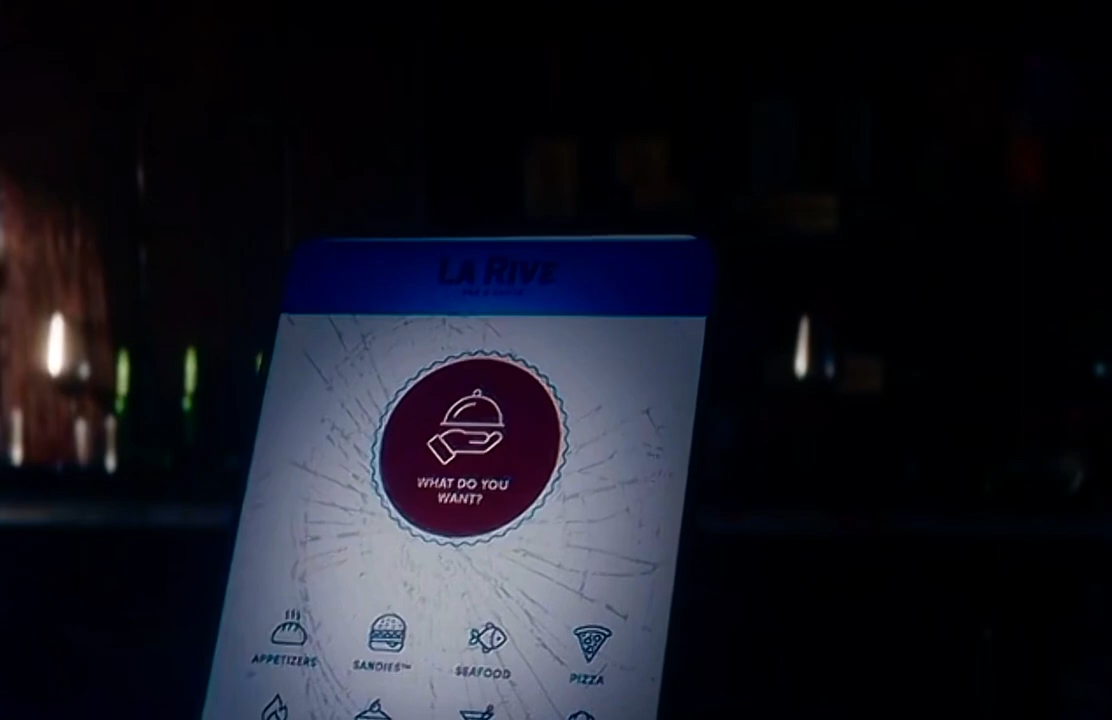 LA RIVE
WHAT DO YOU
WANT?
APPETIZERS
SANDIES™
SEAFOOD
PIZZA